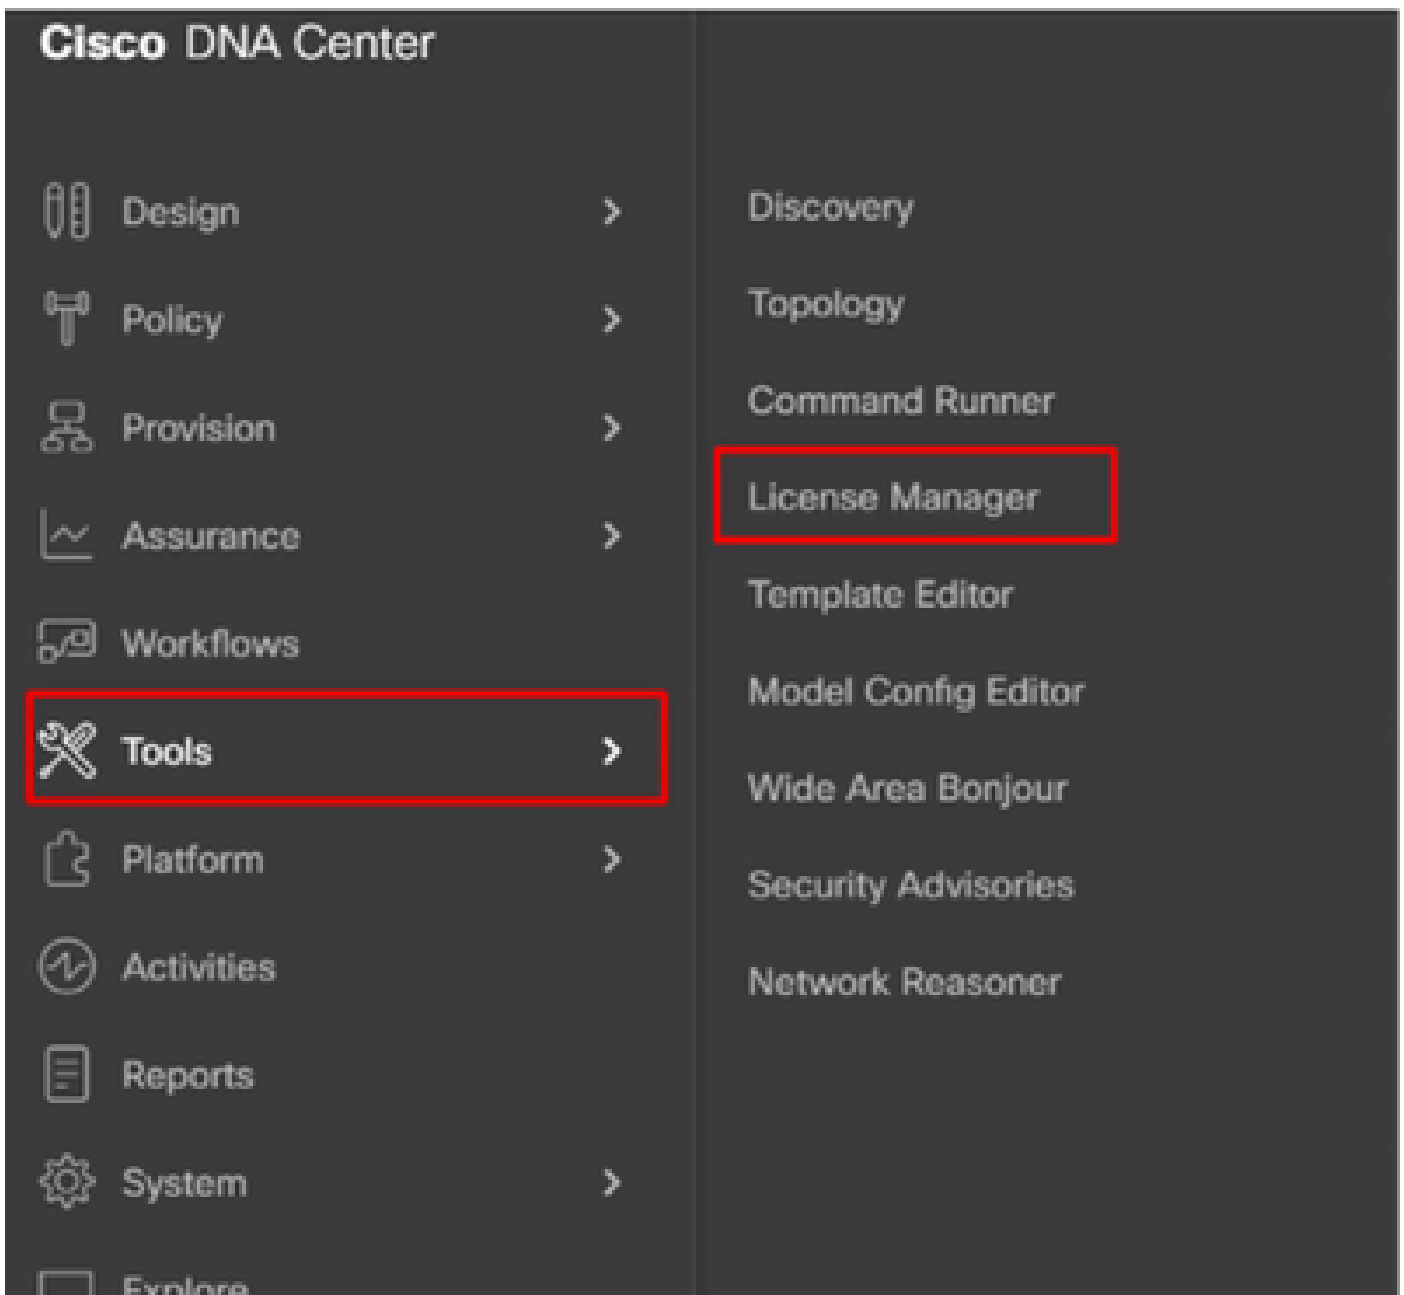 Cisco DNA Center
Design
Policy
Provision
Assurance
Workflows
Tools
Platform
Activities
Reports
System
Explore
Discovery
Topology
Command Runner
License Manager
Template Editor
Model Config Editor
Wide Area Bonjour
Security Advisories
Network Reasoner